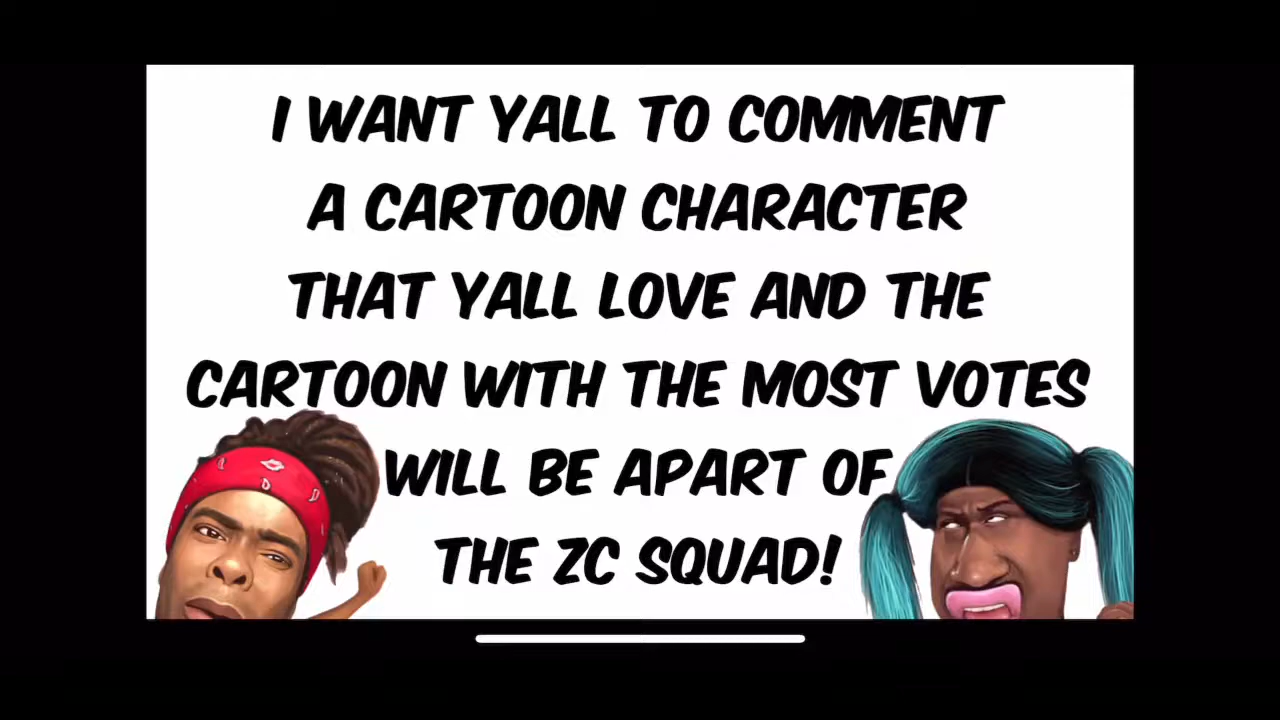 I WANT YALL TO COMMENT
A CARTOON CHARACTER
THAT YALL LOVE AND THE
CARTOON WITH THE MOST VOTES
WILL BE APART OF
THE ZC SQUAD!